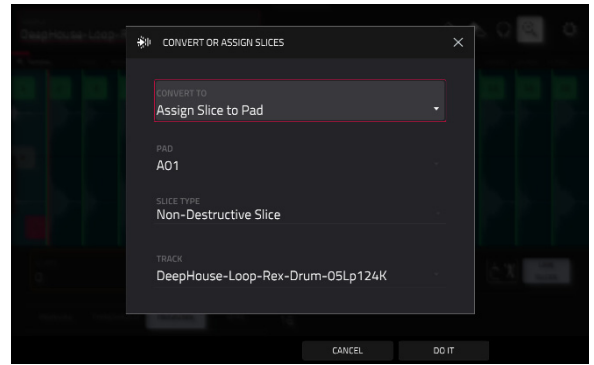 CONVERT OR ASSIGN SLICES
CONVERT TO
Assign Slice to Pad
PAD
A01
SLICE TYPE
Non-Destructive Slice
TRACK
DeepHouse-Loop-Rex-Drum-05Lp124K
CANCEL
DO IT